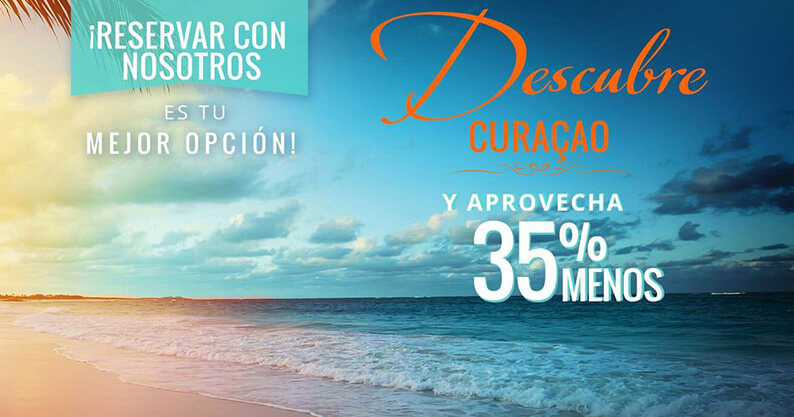 ¡RESERVAR CON
NOSOTROS
ES TU
MEJOR OPCIÓN!
Descubre
CURAÇAO
Y APROVECHA
35%
MENOS